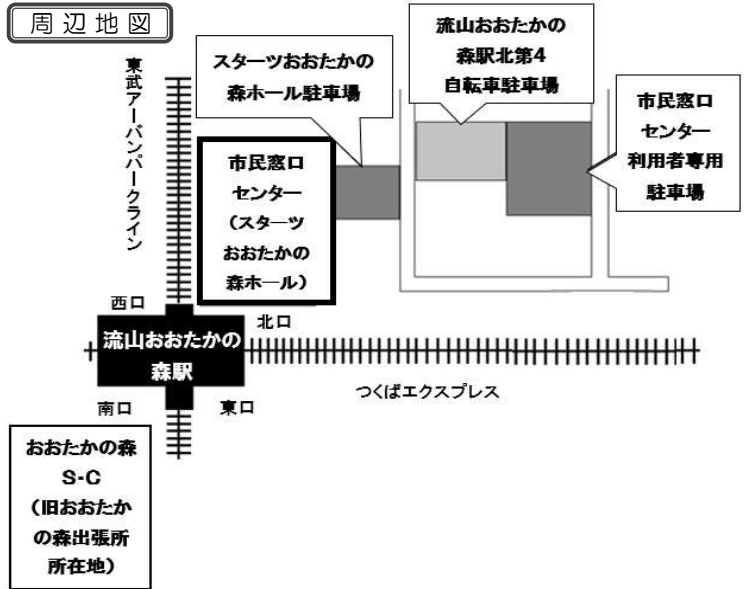 周辺地図
東武アーバンパークライン
スターツおおたかの
森ホール駐車場
流山おおたかの
森駅北第4
自転車駐車場
市民窓口
センター
利用者専用
駐車場
市民窓口
センター
(スターツ
おおたかの
森ホール)
西口
北口
流山おおたかの
森駅
つくばエクスプレス
南口
東口
おおたかの森
S・C
(旧おおたか
の森出張所
所在地)